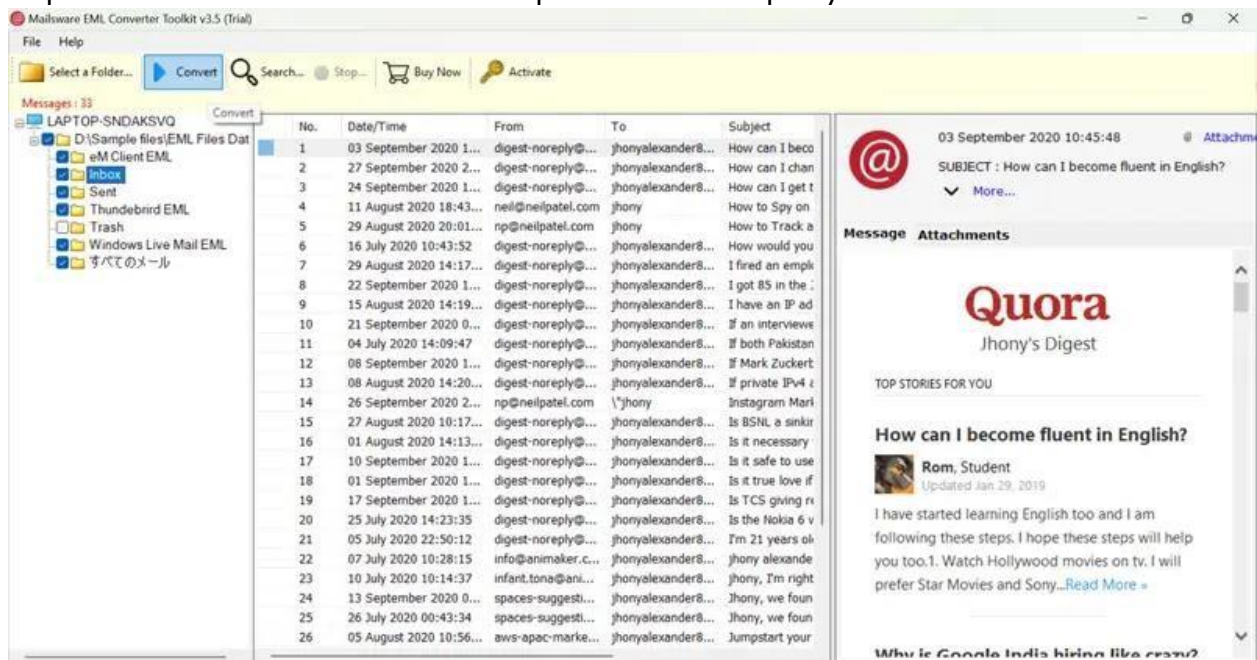 Mailsware EML Converter Toolkit v3.5 (Trial)
File Help
Select a Folder... Convert Search... Stop... Buy Now Activate
Messages : 33
Convert
LAPTOP-SNDAKSVQ
D:\Sample files\EML Files Dat
eM Client EML
Inbox
Sent
Thundebnrd EML
Trash
Windows Live Mail EML
すべてのメール
No. Date/Time From To Subject
1 03 September 2020 1... digest-noreply@... jhonyalexander8... How can I beco
2 27 September 2020 2... digest-noreply@... jhonyalexander8... How can I chan
3 24 September 2020 1... digest-noreply@... jhonyalexander8... How can I get t
4 11 August 2020 18:43... neil@neilpatel.com jhony How to Spy on
5 29 August 2020 20:01... np@neilpatel.com jhony How to Track a
6 16 July 2020 10:43:52 digest-noreply@... jhonyalexander8... How would you
7 29 August 2020 14:17... digest-noreply@... jhonyalexander8... I fired an emplo
8 22 September 2020 1... digest-noreply@... jhonyalexander8... I got 85 in the
9 15 August 2020 14:19... digest-noreply@... jhonyalexander8... I have an IP ad
10 21 September 2020 0... digest-noreply@... jhonyalexander8... If an interviewe
11 04 July 2020 14:09:47 digest-noreply@... jhonyalexander8... If both Pakistan
12 08 September 2020 1... digest-noreply@... jhonyalexander8... If Mark Zuckerb
13 08 August 2020 14:20... digest-noreply@... jhonyalexander8... If private IPv4 a
14 26 September 2020 2... np@neilpatel.com \"jhony Instagram Mark
15 27 August 2020 10:17... digest-noreply@... jhonyalexander8... Is BSNL a sinkin
16 01 August 2020 14:13... digest-noreply@... jhonyalexander8... Is it necessary
17 10 September 2020 1... digest-noreply@... jhonyalexander8... Is it safe to use
18 01 September 2020 1... digest-noreply@... jhonyalexander8... Is it true love if
19 17 September 2020 1... digest-noreply@... jhonyalexander8... Is TCS giving re
20 25 July 2020 14:23:35 digest-noreply@... jhonyalexander8... Is the Nokia 6 v
21 05 July 2020 22:50:12 digest-noreply@... jhonyalexander8... I'm 21 years old
22 07 July 2020 10:28:15 info@animaker.c... jhonyalexander8... jhony alexande
23 10 July 2020 10:14:37 infant.tona@ani... jhonyalexander8... jhony, I'm right
24 13 September 2020 0... spaces-suggesti... jhonyalexander8... Jhony, we foun
25 26 July 2020 00:43:34 spaces-suggesti... jhonyalexander8... Jhony, we foun
26 05 August 2020 10:56... aws-apac-marke... jhonyalexander8... Jumpstart your
03 September 2020 10:45:48 Attachme
SUBJECT : How can I become fluent in English?
More...
Message Attachments
Quora
Jhony's Digest
TOP STORIES FOR YOU
How can I become fluent in English?
Rom, Student
Updated Jan 29, 2019
I have started learning English too and I am
following these steps. I hope these steps will help
you too.1. Watch Hollywood movies on tv. I will
prefer Star Movies and Sony...Read More »
Why is Google India hiring like crazy?